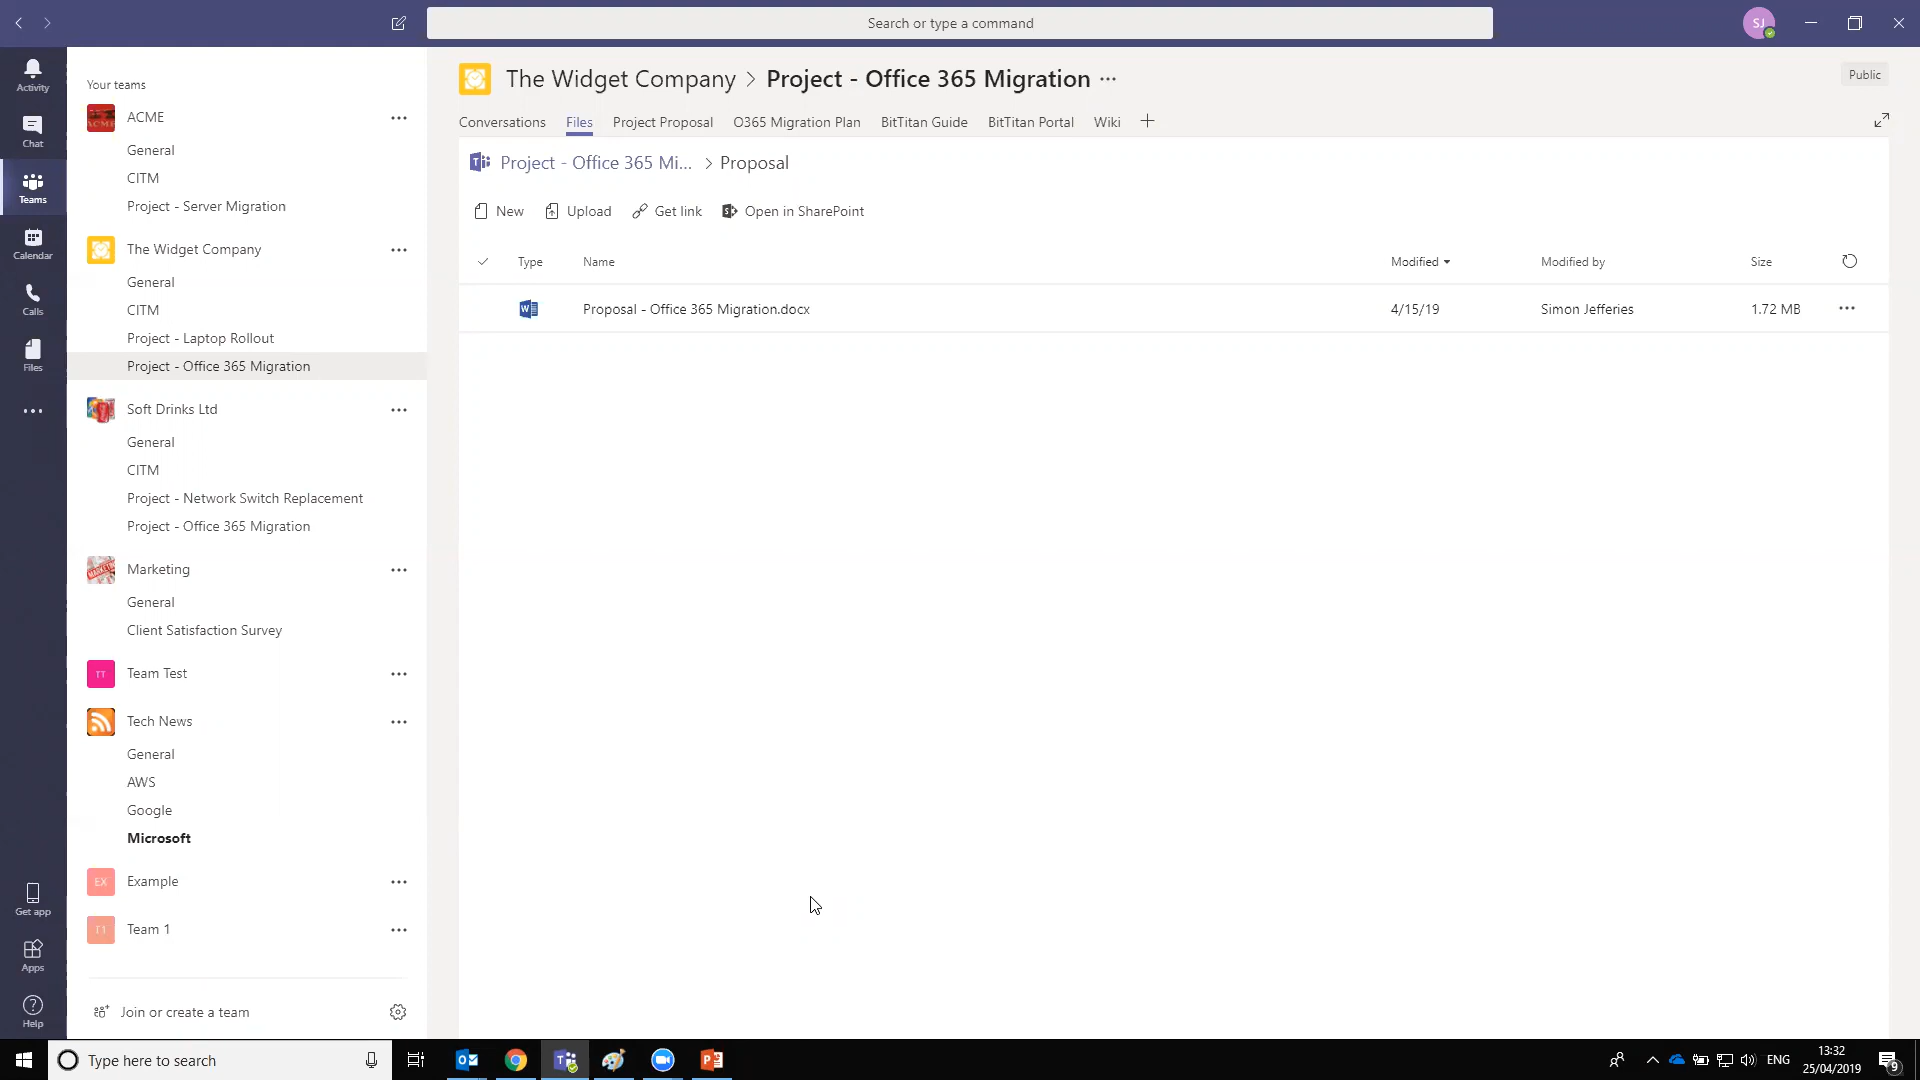 Search or type a command
SJ
Activity
Chat
Teams
Calendar
Calls
Files
Get app
Apps
Help
Your teams
ACME
General
CITM
Project - Server Migration
The Widget Company
General
CITM
Project - Laptop Rollout
Project - Office 365 Migration
Soft Drinks Ltd
General
CITM
Project - Network Switch Replacement
Project - Office 365 Migration
Marketing
General
Client Satisfaction Survey
TT
Team Test
Tech News
General
AWS
Google
Microsoft
EX
Example
T1
Team 1
Join or create a team
The Widget Company > Project - Office 365 Migration ...
Public
Conversations Files Project Proposal O365 Migration Plan BitTitan Guide BitTitan Portal Wiki +
Project - Office 365 Mi... > Proposal
New Upload Get link Open in SharePoint
Type Name Modified Modified by Size
Proposal - Office 365 Migration.docx 4/15/19 Simon Jefferies 1.72 MB
Type here to search
ENG
13:32
25/04/2019
9